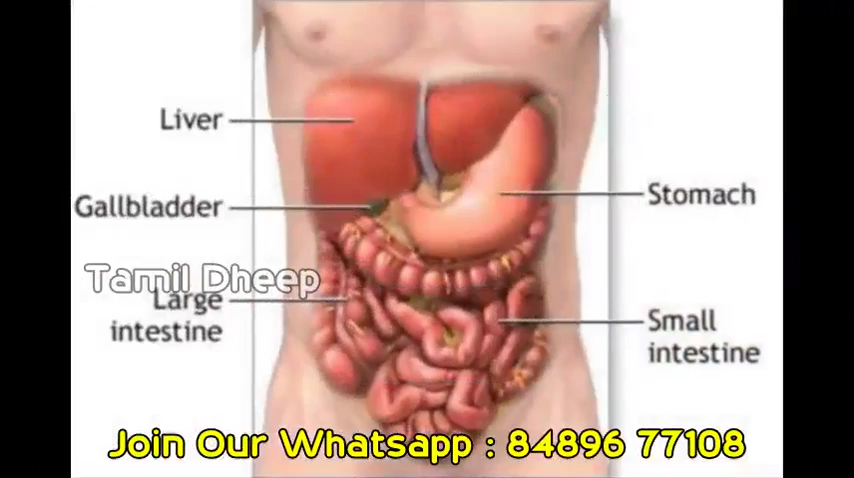 Liver
Gallbladder
Stomach
Tamil Dheep
Large
intestine
Small
intestine
Join Our Whatsapp : 84896 77108